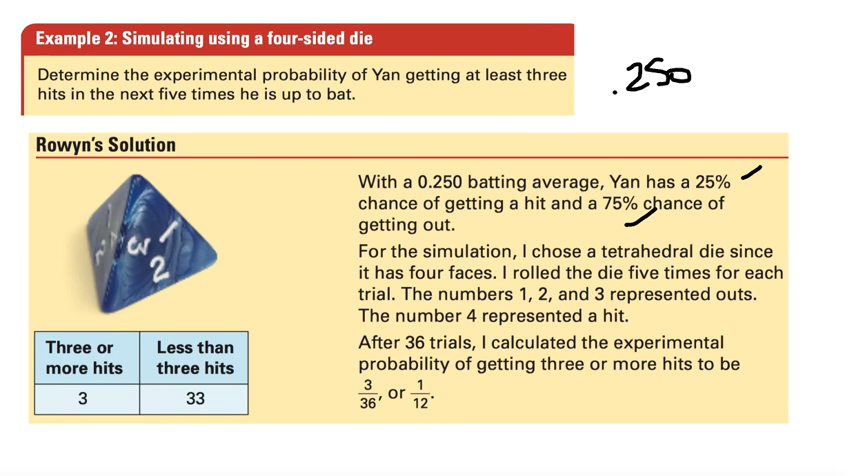 Example 2: Simulating using a four-sided die
Determine the experimental probability of Yan getting at least three
hits in the next five times he is up to bat.
.250
Rowyn's Solution
With a 0.250 batting average, Yan has a 25%
chance of getting a hit and a 75% chance of
getting out.
For the simulation, I chose a tetrahedral die since
it has four faces. I rolled the die five times for each
trial. The numbers 1, 2, and 3 represented outs.
The number 4 represented a hit.
After 36 trials, I calculated the experimental
probability of getting three or more hits to be
3/36, or 1/12.
1
3
2
2
Three or more hits
Less than three hits
3
33